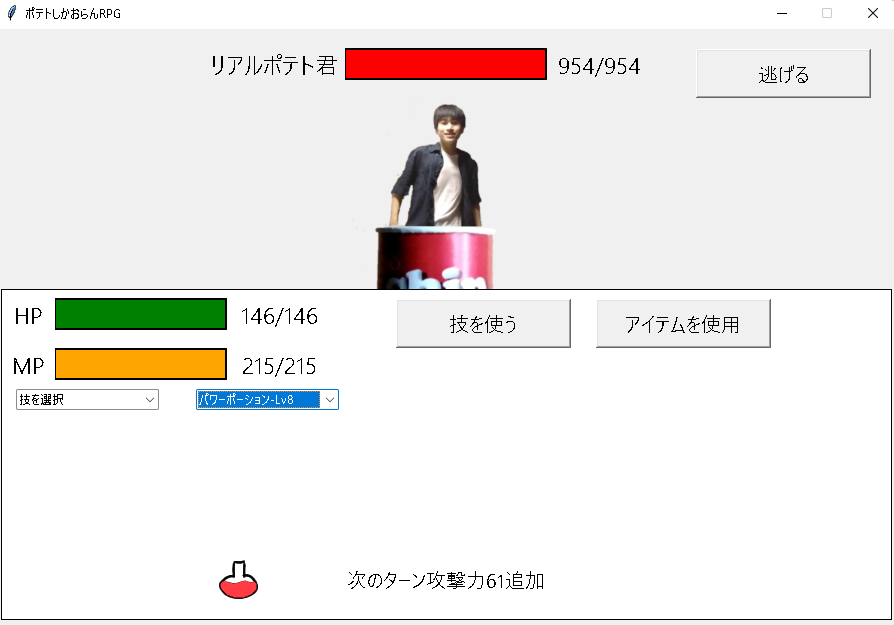 ポテトしかおらんRPG
リアルポテト君 954/954 逃げる
HP 146/146 技を使う アイテムを使用
MP 215/215
技を選択 パワーポーション-Lv8
次のターン攻撃力61追加